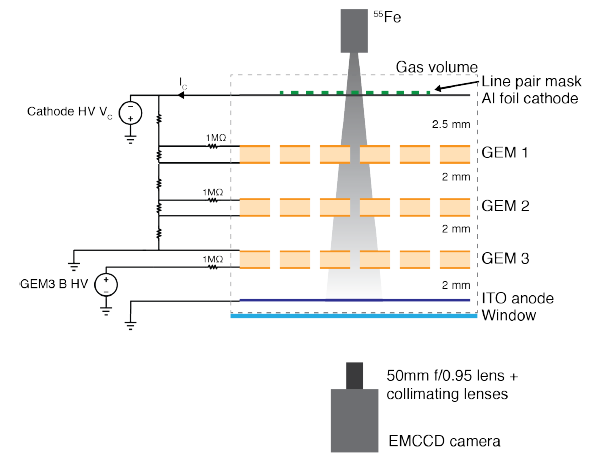 ⁵⁵Fe
Gas volume
I_C
Line pair mask
Al foil cathode
Cathode HV V_C
2.5 mm
1MΩ
GEM 1
2 mm
1MΩ
GEM 2
2 mm
GEM 3
1MΩ
GEM3 B HV
2 mm
ITO anode
Window
50mm f/0.95 lens +
collimating lenses
EMCCD camera